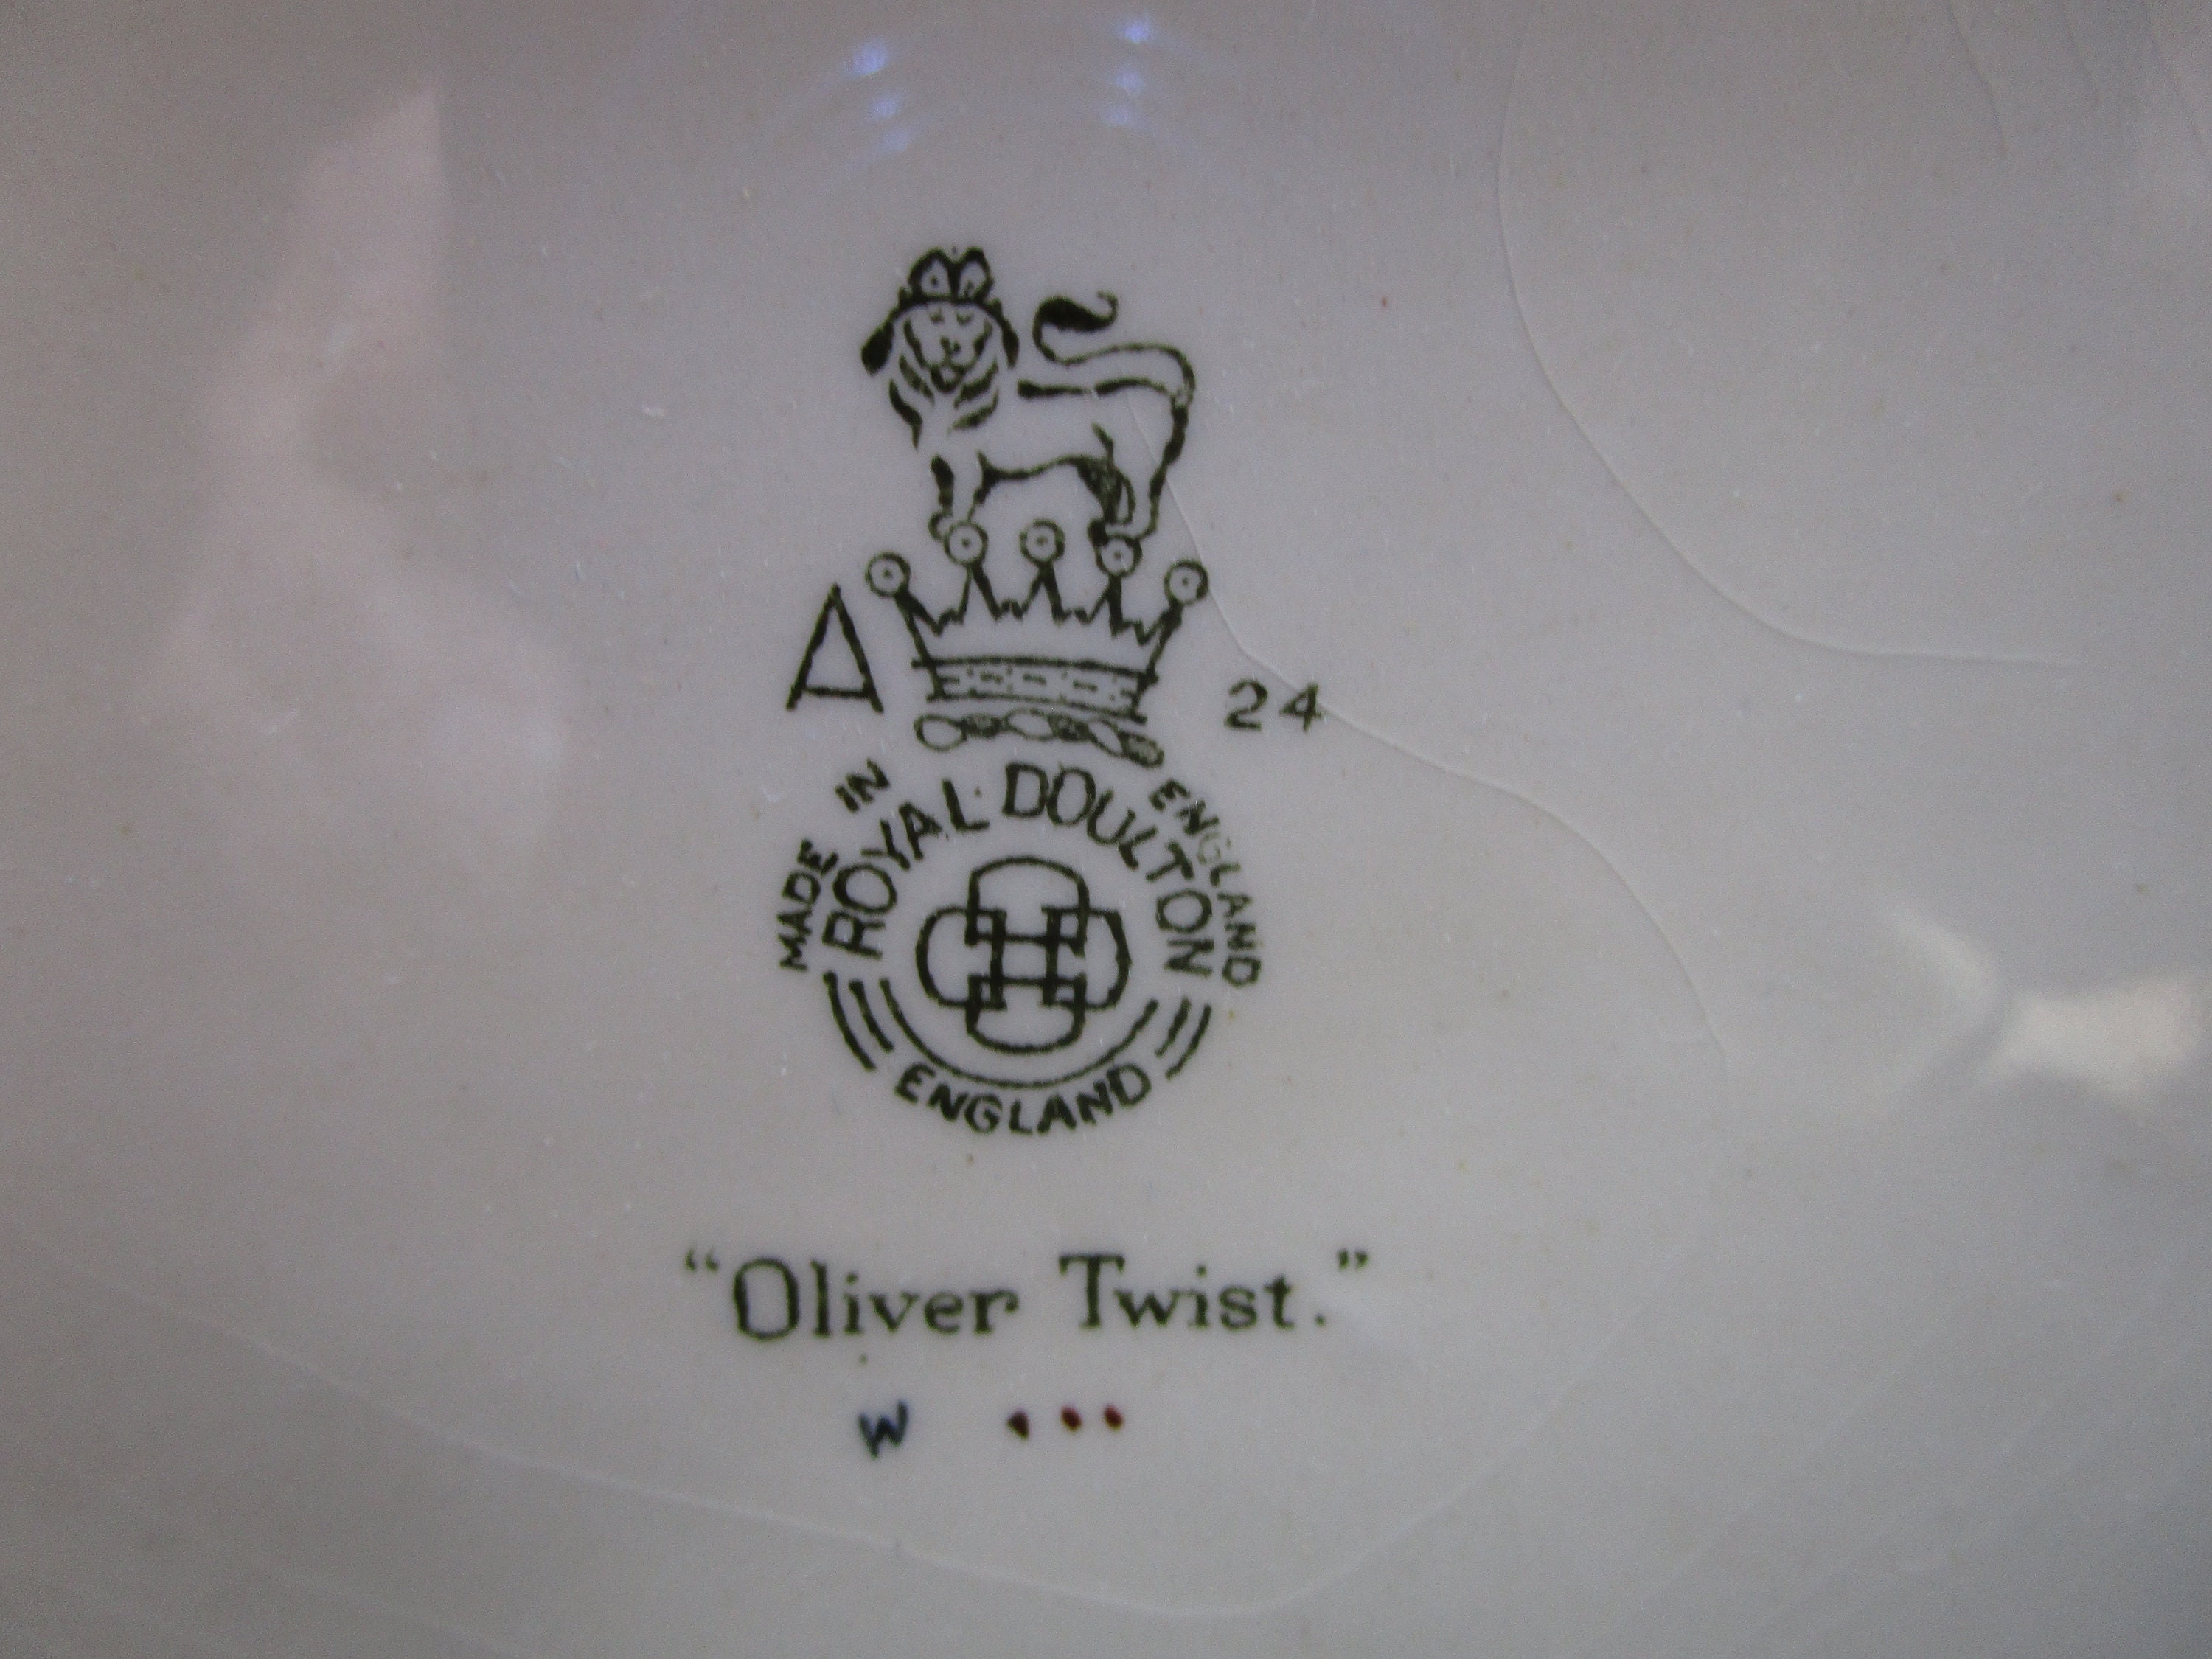 A 24
MADE IN ENGLAND
ROYAL DOULTON
ENGLAND
“Oliver Twist.”
W